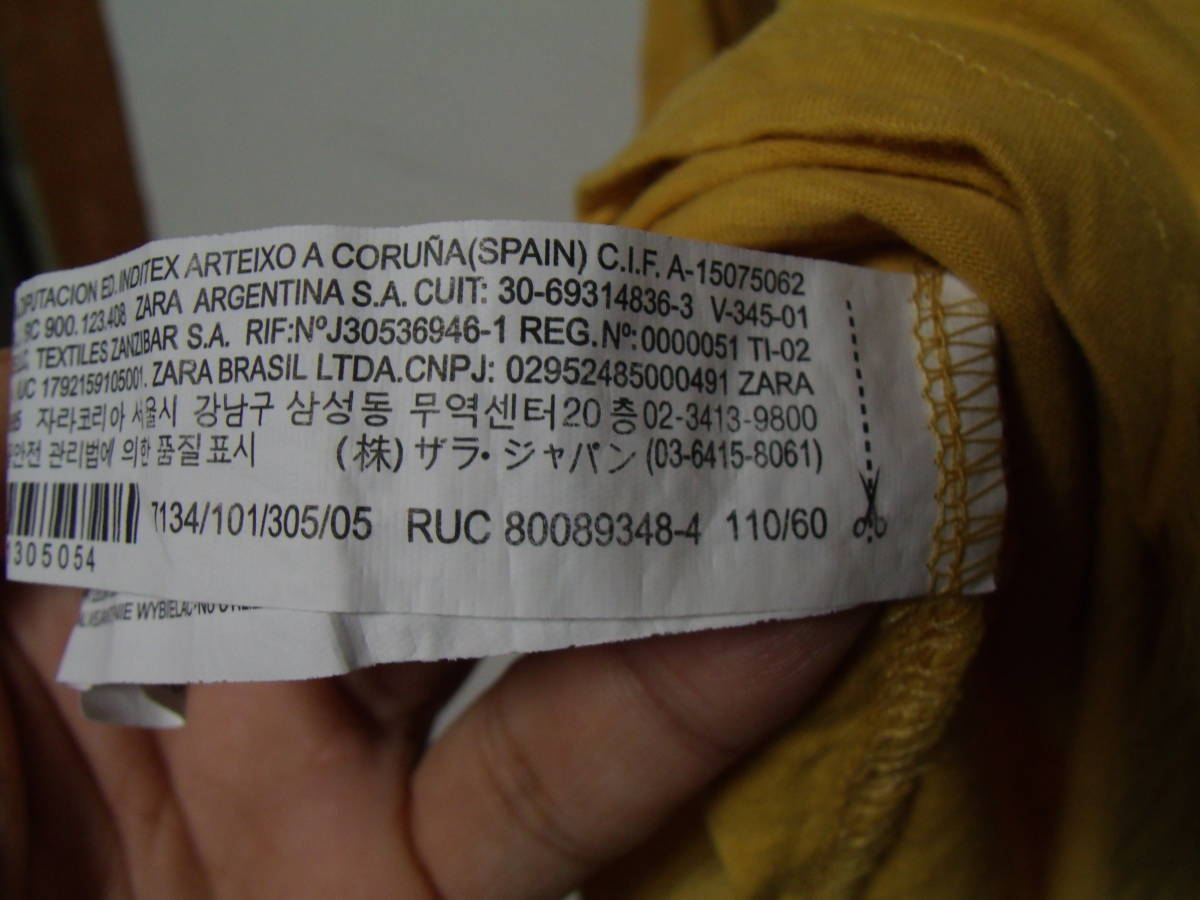 DIPUTACION ED. INDITEX ARTEIXO A CORUÑA(SPAIN) C.I.F. A-15075062
900.123.408 ZARA ARGENTINA S.A. CUIT: 30-69314836-3 V-345-01
TEXTILES ZANZIBAR S.A. RIF:NºJ30536946-1 REG.Nº:0000051 TI-02
1792159105001. ZARA BRASIL LTDA.CNPJ: 02952485000491 ZARA
자라코리아 서울시 강남구 삼성동 무역센터20층02-3413-9800
안전 관리법에 의한 품질표시 (株)ザラ・ジャパン(03-6415-8061)
7134/101/305/05 RUC 80089348-4 110/60
305054
WYBIELAC